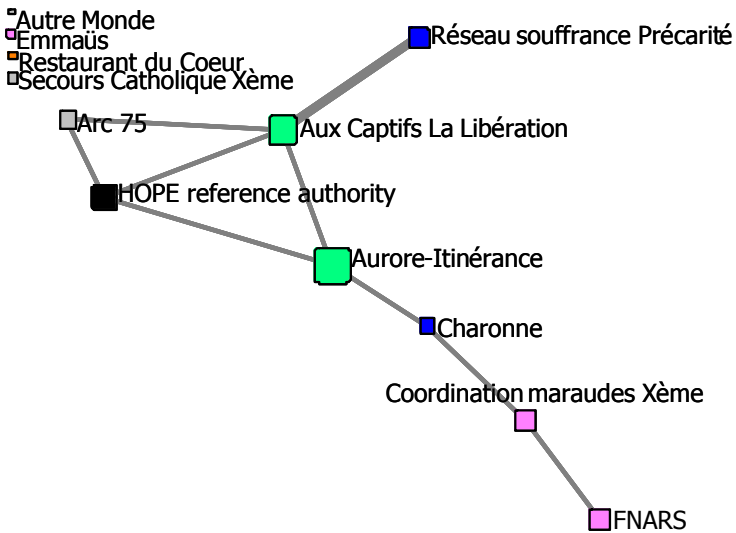 Autre Monde
Emmaüs
Restaurant du Coeur
Secours Catholique Xème
Réseau souffrance Précarité
Arc 75
Aux Captifs La Libération
HOPE reference authority
Aurore-Itinérance
Charonne
Coordination maraudes Xème
FNARS